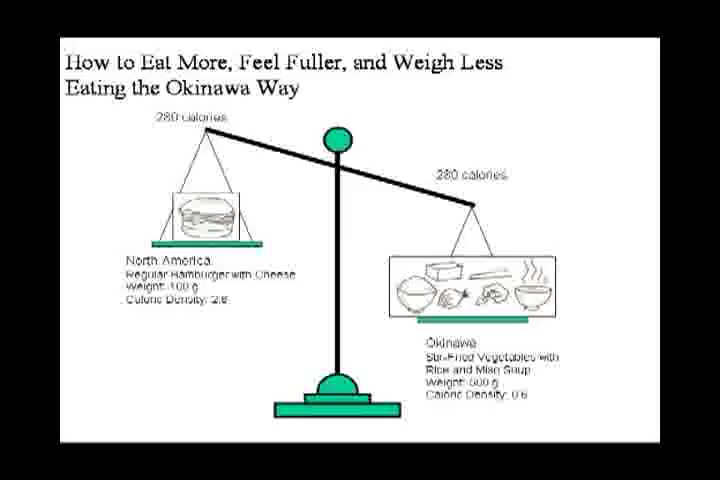 How to Eat More, Feel Fuller, and Weigh Less
Eating the Okinawa Way
280 calories
280 calories
North America
Regular Hamburger with Cheese
Weight: 100 g
Caloric Density: 2.8
Okinawa
Stir-Fried Vegetables with
Rice and Miso Soup
Weight: 500 g
Caloric Density: 0.6